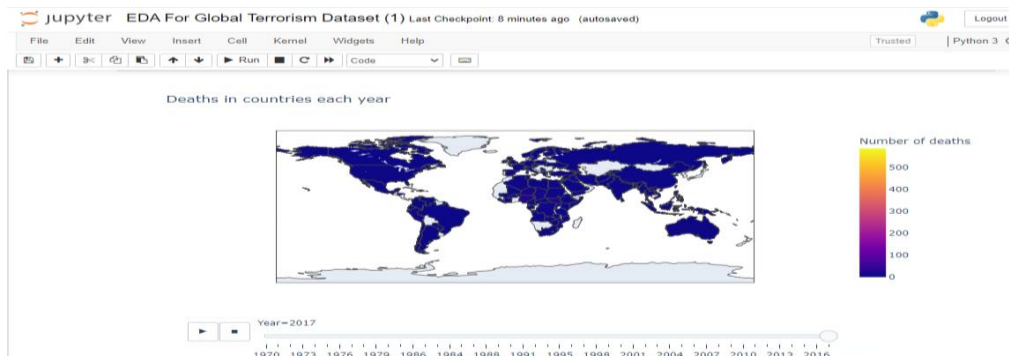 jupyter EDA For Global Terrorism Dataset (1) Last Checkpoint: 8 minutes ago (autosaved) Logout
File Edit View Insert Cell Kernel Widgets Help Trusted Python 3
Run Code
Deaths in countries each year
Number of deaths
500
400
300
200
100
0
Year=2017
1970 1973 1976 1979 1986 1984 1988 1991 1995 1998 2001 2004 2007 2010 2013 2016